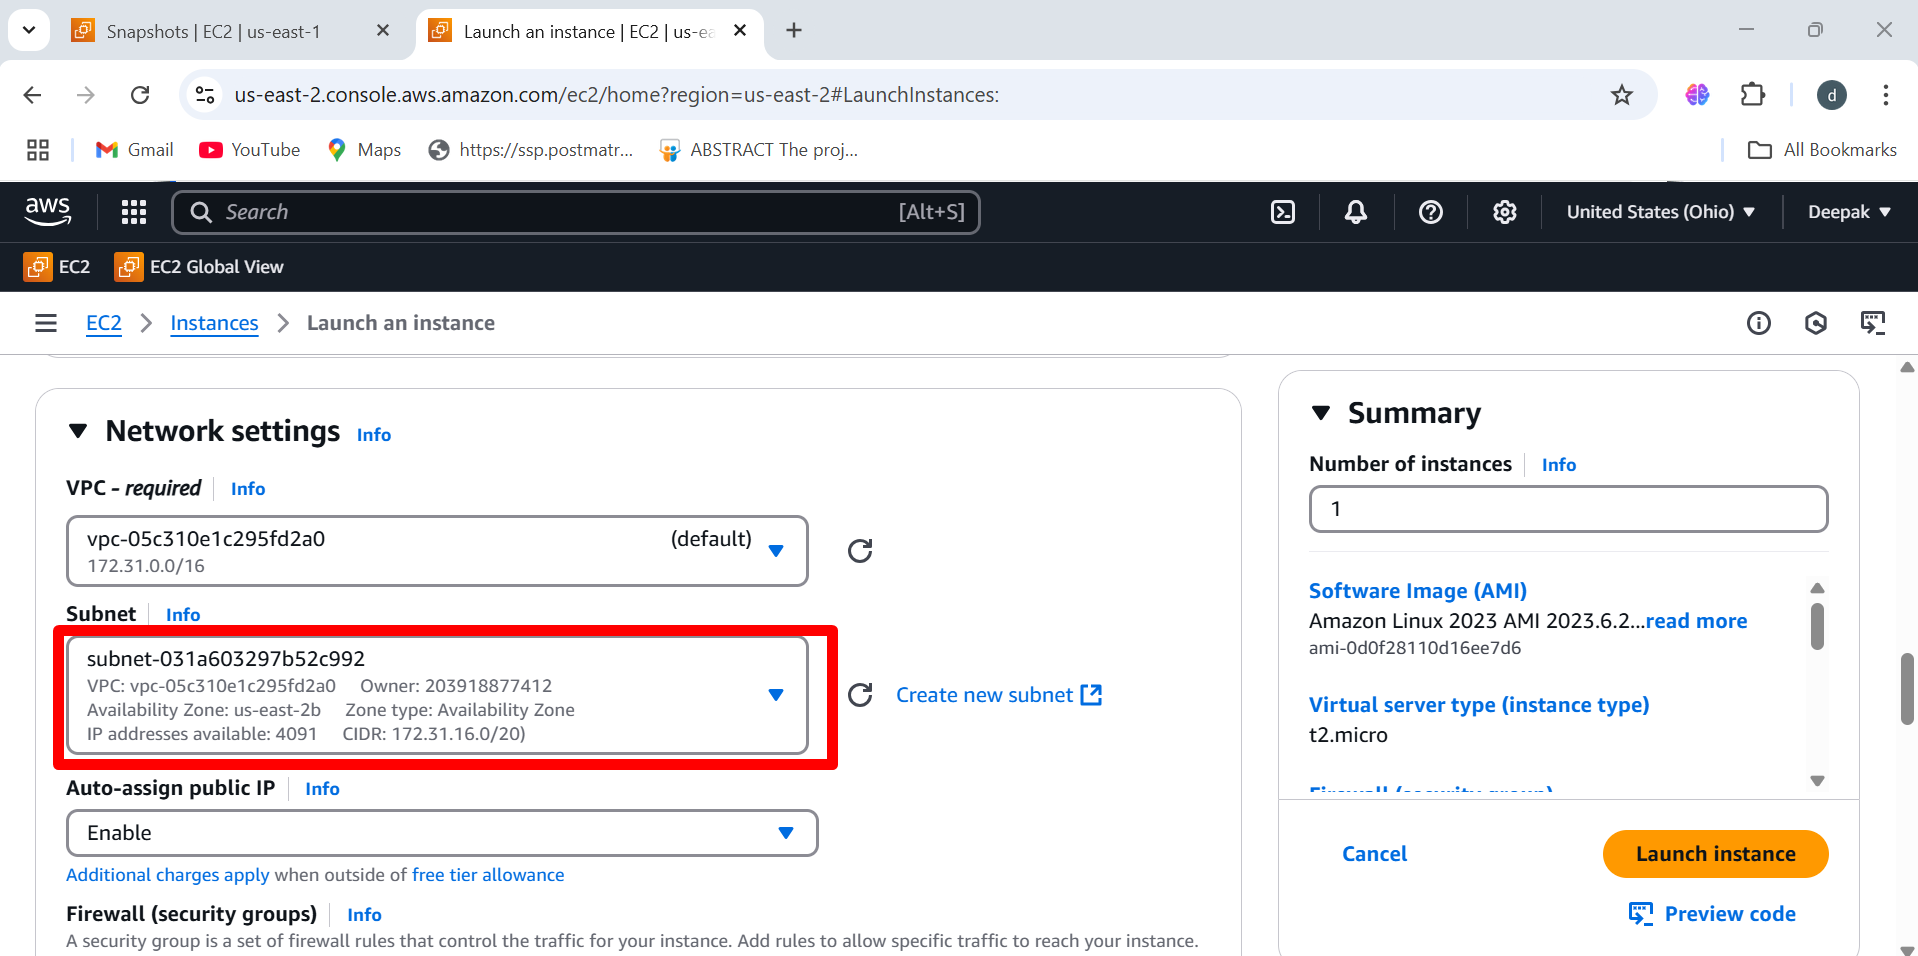 Snapshots | EC2 | us-east-1
Launch an instance | EC2 | us-ea
us-east-2.console.aws.amazon.com/ec2/home?region=us-east-2#LaunchInstances:
d
Gmail
YouTube
Maps
https://ssp.postmatr...
ABSTRACT The proj...
All Bookmarks
aws
Search
[Alt+S]
United States (Ohio)
Deepak
EC2
EC2 Global View
EC2
Instances
Launch an instance
Network settings Info
VPC - required Info
vpc-05c310e1c295fd2a0 (default)
172.31.0.0/16
Subnet Info
subnet-031a603297b52c992
VPC: vpc-05c310e1c295fd2a0 Owner: 203918877412
Availability Zone: us-east-2b Zone type: Availability Zone
IP addresses available: 4091 CIDR: 172.31.16.0/20)
Create new subnet
Auto-assign public IP Info
Enable
Additional charges apply when outside of free tier allowance
Firewall (security groups) Info
A security group is a set of firewall rules that control the traffic for your instance. Add rules to allow specific traffic to reach your instance.
Summary
Number of instances Info
1
Software Image (AMI)
Amazon Linux 2023 AMI 2023.6.2...read more
ami-0d0f28110d16ee7d6
Virtual server type (instance type)
t2.micro
Firewall (security group)
Cancel
Launch instance
Preview code